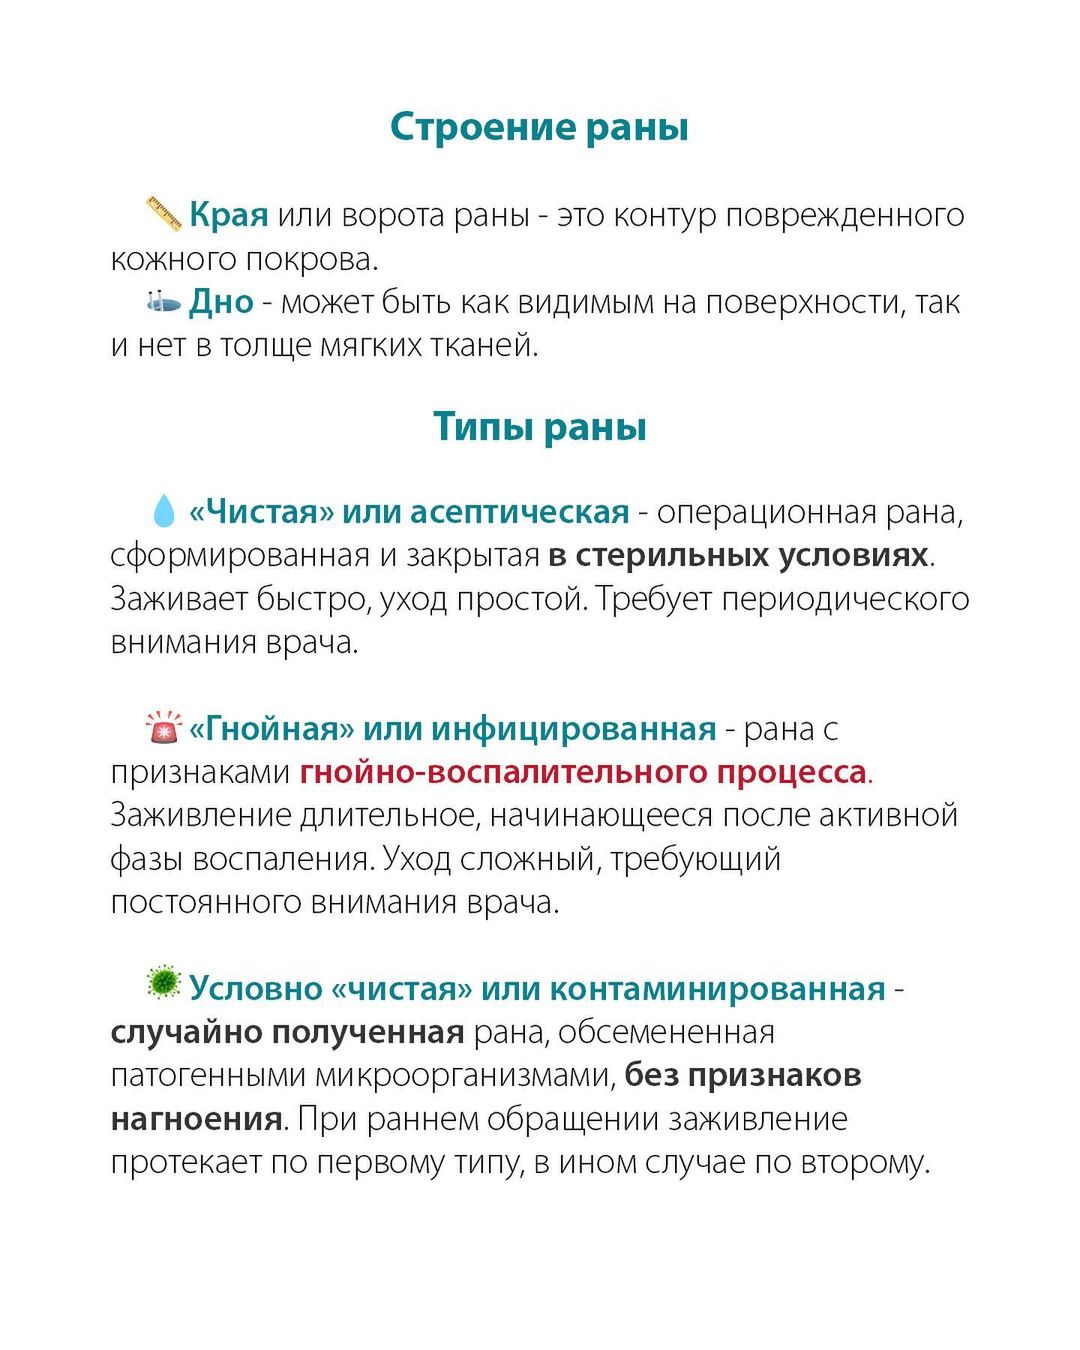 Строение раны
Края или ворота раны - это контур поврежденного
кожного покрова.
Дно - может быть как видимым на поверхности, так
и нет в толще мягких тканей.
Типы раны
«Чистая» или асептическая - операционная рана,
сформированная и закрытая в стерильных условиях.
Заживает быстро, уход простой. Требует периодического
внимания врача.
«Гнойная» или инфицированная - рана с
признаками гнойно-воспалительного процесса.
Заживление длительное, начинающееся после активной
фазы воспаления. Уход сложный, требующий
постоянного внимания врача.
Условно «чистая» или контаминированная -
случайно полученная рана, обсемененная
патогенными микроорганизмами, без признаков
нагноения. При раннем обращении заживление
протекает по первому типу, в ином случае по второму.